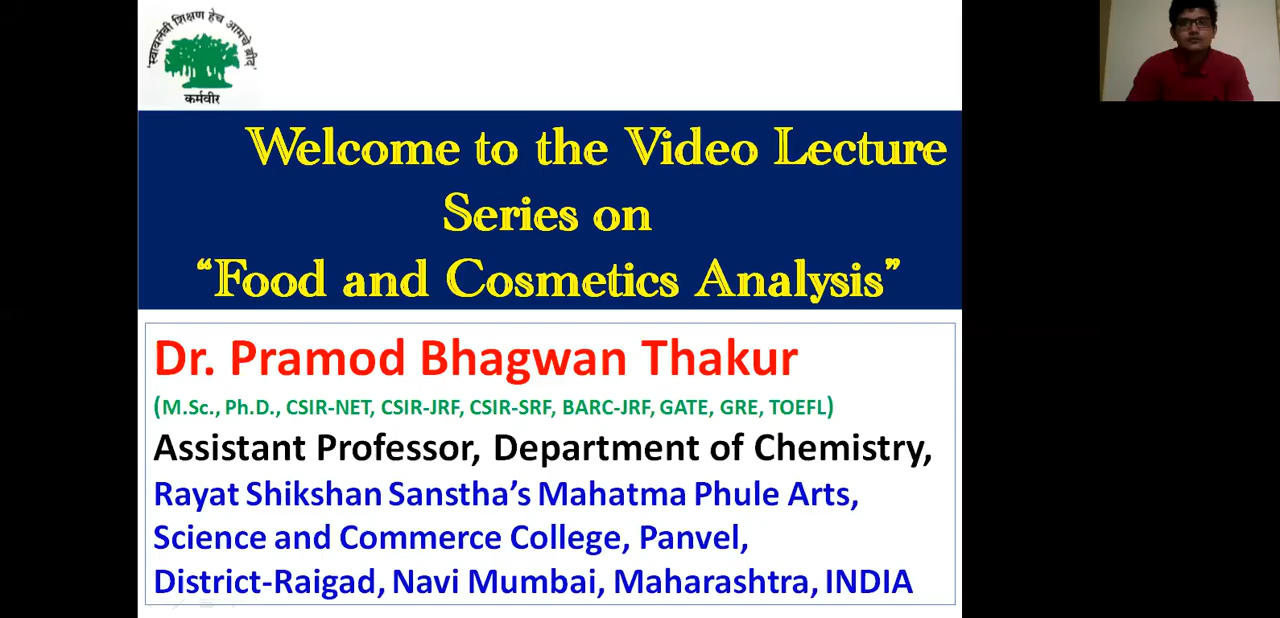 'स्वावलंबी शिक्षण हेच आमचे ब्रीद'
कर्मवीर
Welcome to the Video Lecture
Series on
“Food and Cosmetics Analysis”
Dr. Pramod Bhagwan Thakur
(M.Sc., Ph.D., CSIR-NET, CSIR-JRF, CSIR-SRF, BARC-JRF, GATE, GRE, TOEFL)
Assistant Professor, Department of Chemistry,
Rayat Shikshan Sanstha’s Mahatma Phule Arts,
Science and Commerce College, Panvel,
District-Raigad, Navi Mumbai, Maharashtra, INDIA